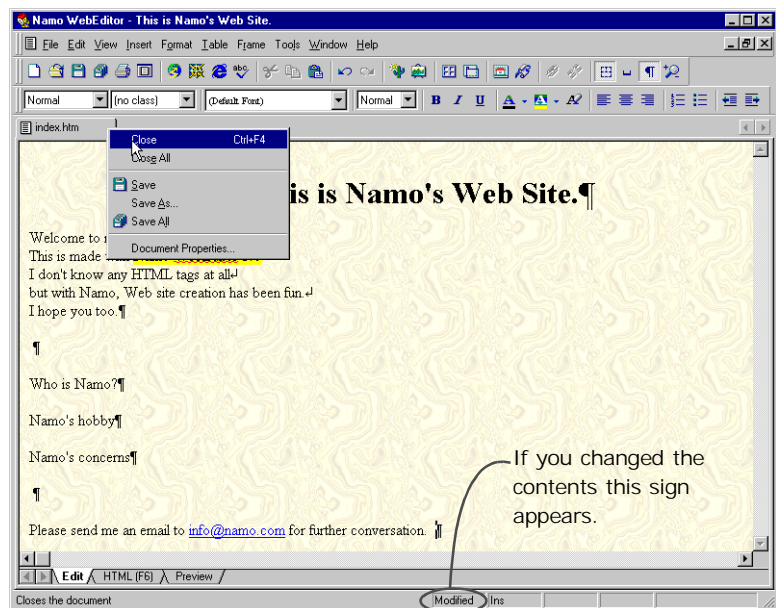 Namo WebEditor - This is Namo's Web Site.
File Edit View Insert Format Table Frame Tools Window Help
Normal (no class) (Default Font) Normal B I U A A A
index.htm
Close Ctrl+F4
Close All
Save
Save As...
Save All
Document Properties...
is is Namo's Web Site.¶
Welcome to
This is made
I don't know any HTML tags at all↵
but with Namo, Web site creation has been fun.↵
I hope you too.¶
¶
Who is Namo?¶
Namo's hobby¶
Namo's concerns¶
¶
Please send me an email to info@namo.com for further conversation. ¶
If you changed the
contents this sign
appears.
Edit HTML (F6) Preview
Closes the document Modified Ins